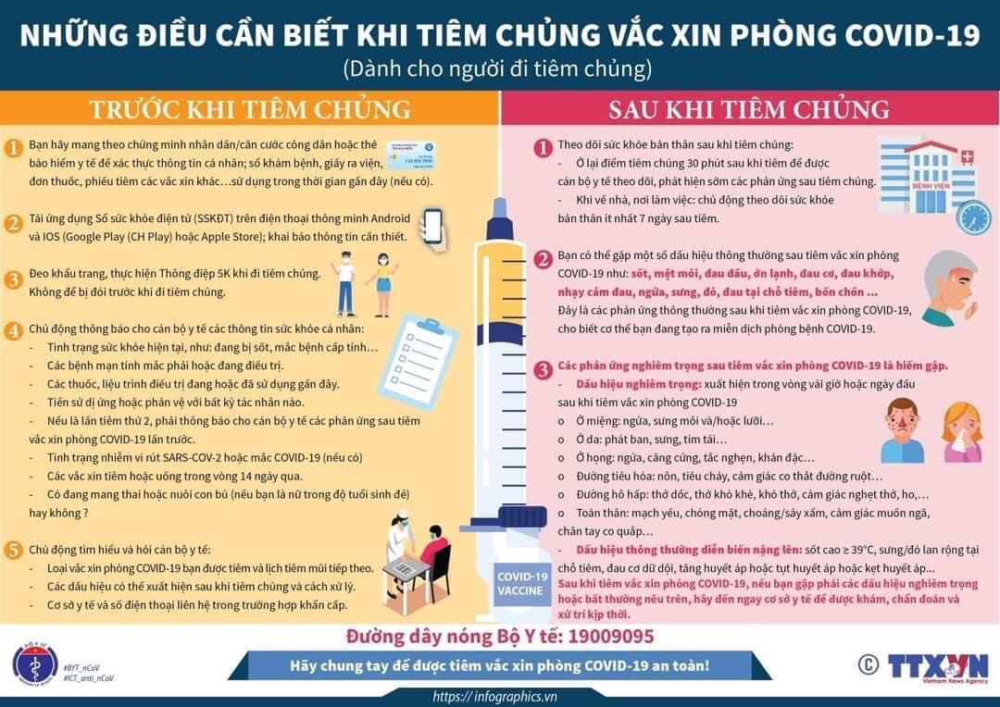 NHỮNG ĐIỀU CẦN BIẾT KHI TIÊM CHỦNG VẮC XIN PHÒNG COVID-19
(Dành cho người đi tiêm chủng)
TRƯỚC KHI TIÊM CHỦNG
1 Bạn hãy mang theo chứng minh nhân dân/căn cước công dân hoặc thẻ
bảo hiểm y tế để xác thực thông tin cá nhân; sổ khám bệnh, giấy ra viện,
đơn thuốc, phiếu tiêm các vắc xin khác...sử dụng trong thời gian gần đây (nếu có).
2 Tải ứng dụng Sổ sức khỏe điện tử (SSKĐT) trên điện thoại thông minh Android
và IOS (Google Play (CH Play) hoặc Apple Store); khai báo thông tin cần thiết.
3 Đeo khẩu trang, thực hiện Thông điệp 5K khi đi tiêm chủng.
Không để bị đói trước khi đi tiêm chủng.
4 Chủ động thông báo cho cán bộ y tế các thông tin sức khỏe cá nhân:
- Tình trạng sức khỏe hiện tại, như: đang bị sốt, mắc bệnh cấp tính...
- Các bệnh mạn tính mắc phải hoặc đang điều trị.
- Các thuốc, liệu trình điều trị đang hoặc đã sử dụng gần đây.
- Tiền sử dị ứng hoặc phản vệ với bất kỳ tác nhân nào.
- Nếu là lần tiêm thứ 2, phải thông báo cho cán bộ y tế các phản ứng sau tiêm
vắc xin phòng COVID-19 lần trước.
- Tình trạng nhiễm vi rút SARS-COV-2 hoặc mắc COVID-19 (nếu có)
- Các vắc xin tiêm hoặc uống trong vòng 14 ngày qua.
- Có đang mang thai hoặc nuôi con bú (nếu bạn là nữ trong độ tuổi sinh đẻ)
hay không ?
5 Chủ động tìm hiểu và hỏi cán bộ y tế:
- Loại vắc xin phòng COVID-19 bạn được tiêm và lịch tiêm mũi tiếp theo.
- Các dấu hiệu có thể xuất hiện sau khi tiêm chủng và cách xử lý.
- Cơ sở y tế và số điện thoại liên hệ trong trường hợp khẩn cấp.
COVID-19
VACCINE
SAU KHI TIÊM CHỦNG
1 Theo dõi sức khỏe bản thân sau khi tiêm chủng:
- Ở lại điểm tiêm chủng 30 phút sau khi tiêm để được
cán bộ y tế theo dõi, phát hiện sớm các phản ứng sau tiêm chủng.
- Khi về nhà, nơi làm việc: chủ động theo dõi sức khỏe
bản thân ít nhất 7 ngày sau tiêm.
BỆNH VIỆN
2 Bạn có thể gặp một số dấu hiệu thông thường sau tiêm vắc xin phòng
COVID-19 như: sốt, mệt mỏi, đau đầu, ớn lạnh, đau cơ, đau khớp,
nhạy cảm đau, ngứa, sưng, đỏ, đau tại chỗ tiêm, bồn chồn ...
Đây là các phản ứng thông thường sau khi tiêm vắc xin phòng COVID-19,
cho biết cơ thể bạn đang tạo ra miễn dịch phòng bệnh COVID-19.
3 Các phản ứng nghiêm trọng sau tiêm vắc xin phòng COVID-19 là hiếm gặp.
- Dấu hiệu nghiêm trọng: xuất hiện trong vòng vài giờ hoặc ngày đầu
sau khi tiêm vắc xin phòng COVID-19
o Ở miệng: ngứa, sưng môi và/hoặc lưỡi...
o Ở da: phát ban, sưng, tím tái...
o Ở họng: ngứa, căng cứng, tắc nghẹn, khản đặc...
o Đường tiêu hóa: nôn, tiêu chảy, cảm giác co thắt đường ruột...
o Đường hô hấp: thở dốc, thở khò khè, khó thở, cảm giác nghẹt thở, ho,...
o Toàn thân: mạch yếu, chóng mặt, choáng/sây xẩm, cảm giác muốn ngã,
chân tay co quắp...
- Dấu hiệu thông thường diễn biến nặng lên: sốt cao ≥ 39°C, sưng/đỏ lan rộng tại
chỗ tiêm, đau cơ dữ dội, tăng huyết áp hoặc tụt huyết áp hoặc kẹt huyết áp...
Sau khi tiêm vắc xin phòng COVID-19, nếu bạn gặp phải các dấu hiệu nghiêm trọng
hoặc bất thường nêu trên, hãy đến ngay cơ sở y tế để được khám, chẩn đoán và
xử trí kịp thời.
Đường dây nóng Bộ Y tế: 19009095
BỘ Y TẾ
MINISTRY OF HEALTH
#BYT_nCoV
#ICT_anti_nCoV
Hãy chung tay để được tiêm vắc xin phòng COVID-19 an toàn!
© TTXVN
Vietnam News Agency
https://infographics.vn